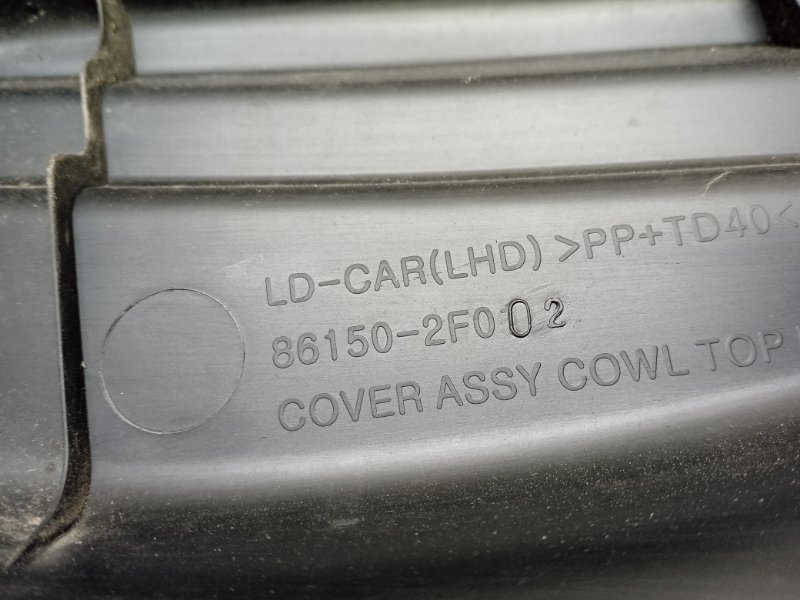 LD-CAR(LHD) >PP+TD40<
86150-2F002
COVER ASSY COWL TOP